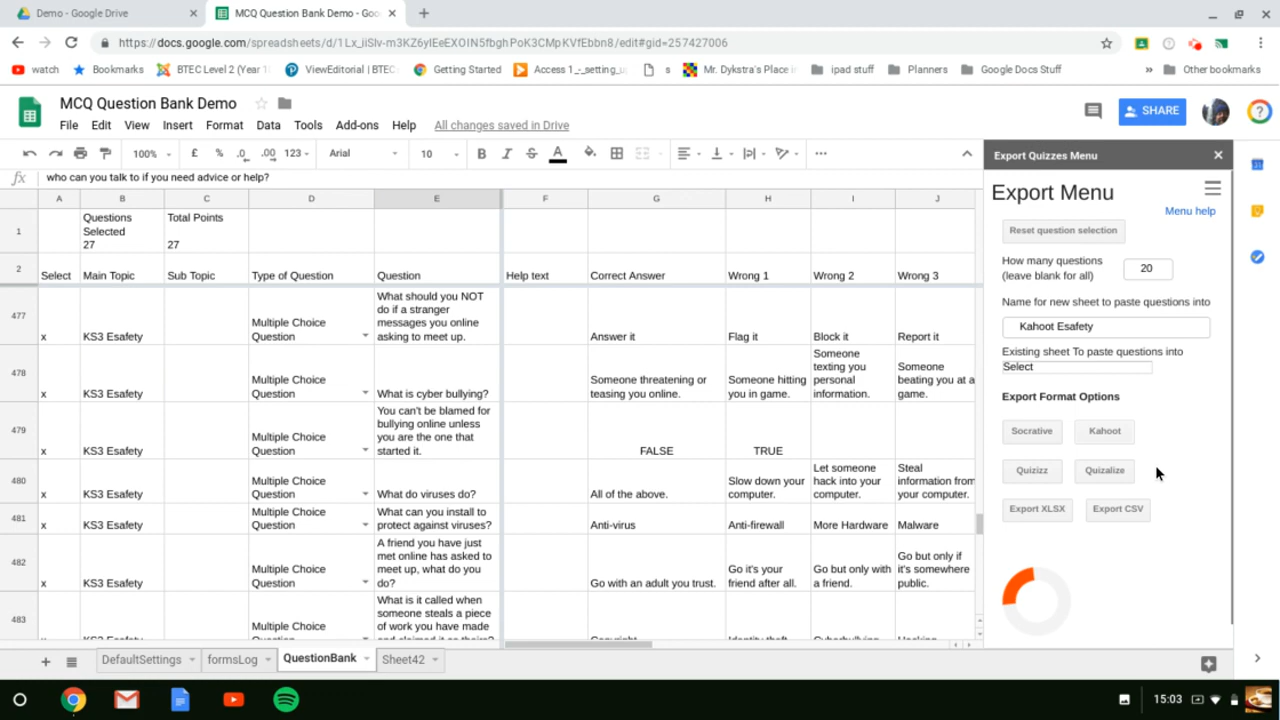 Demo - Google Drive
MCQ Question Bank Demo - Goo
https://docs.google.com/spreadsheets/d/1Lx_iiSlv-m3KZ6yIEeEXOIN5fbghPoK3CMpKVfEbbn8/edit#gid=257427006
watch Bookmarks BTEC Level 2 (Year 1 ViewEditorial | BTEC Getting Started Access 1_-_setting_u s Mr. Dykstra's Place i ipad stuff Planners Google Docs Stuff » Other bookmarks
MCQ Question Bank Demo
SHARE
File Edit View Insert Format Data Tools Add-ons Help All changes saved in Drive
100% £ % .0 .00 123 Arial 10 B I S A
Export Quizzes Menu
fx who can you talk to if you need advice or help?
A B C D E F G H I J
1 Questions Selected 27 Total Points 27
2 Select Main Topic Sub Topic Type of Question Question Help text Correct Answer Wrong 1 Wrong 2 Wrong 3
477 x KS3 Esafety Multiple Choice Question What should you NOT do if a stranger messages you online asking to meet up. Answer it Flag it Block it Report it
478 x KS3 Esafety Multiple Choice Question What is cyber bullying? Someone threatening or teasing you online. Someone hitting you in game. Someone texting you personal information. Someone beating you at a game.
479 x KS3 Esafety Multiple Choice Question You can't be blamed for bullying online unless you are the one that started it. FALSE TRUE
480 x KS3 Esafety Multiple Choice Question What do viruses do? All of the above. Slow down your computer. Let someone hack into your computer. Steal information from your computer.
481 x KS3 Esafety Multiple Choice Question What can you install to protect against viruses? Anti-virus Anti-firewall More Hardware Malware
482 x KS3 Esafety Multiple Choice Question A friend you have just met online has asked to meet up, what do you do? Go with an adult you trust. Go it's your friend after all. Go but only with a friend. Go but only if it's somewhere public.
483 x KS3 Esafety Multiple Choice Question What is it called when someone steals a piece of work you have made and claimed it as theirs? Copyright Identity theft Cyberbullying Hacking
Export Menu
Menu help
Reset question selection
How many questions
(leave blank for all) 20
Name for new sheet to paste questions into
Kahoot Esafety
Existing sheet To paste questions into
Select
Export Format Options
Socrative Kahoot
Quizizz Quizalize
Export XLSX Export CSV
DefaultSettings formsLog QuestionBank Sheet42
15:03